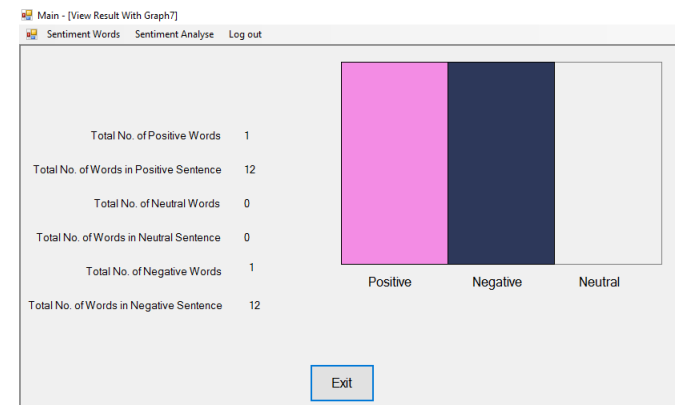 Main - [View Result With Graph7]
Sentiment Words Sentiment Analyse Log out
Total No. of Positive Words 1
Total No. of Words in Positive Sentence 12
Total No. of Neutral Words 0
Total No. of Words in Neutral Sentence 0
Total No. of Negative Words 1
Total No. of Words in Negative Sentence 12
Positive Negative Neutral
Exit